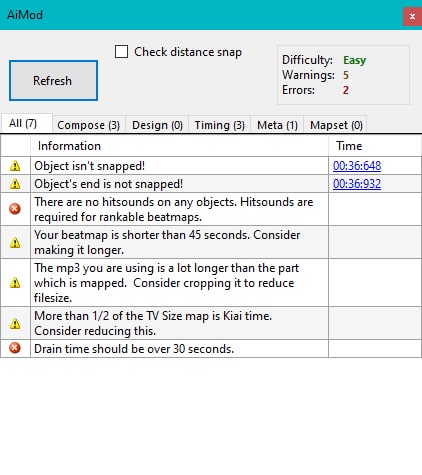 AiMod
Refresh
Check distance snap
Difficulty: Easy
Warnings: 5
Errors: 2
All (7) Compose (3) Design (0) Timing (3) Meta (1) Mapset (0)
Information Time
Object isn't snapped! 00:36:648
Object's end is not snapped! 00:36:932
There are no hitsounds on any objects. Hitsounds are
required for rankable beatmaps.
Your beatmap is shorter than 45 seconds. Consider
making it longer.
The mp3 you are using is a lot longer than the part
which is mapped. Consider cropping it to reduce
filesize.
More than 1/2 of the TV Size map is Kiai time.
Consider reducing this.
Drain time should be over 30 seconds.